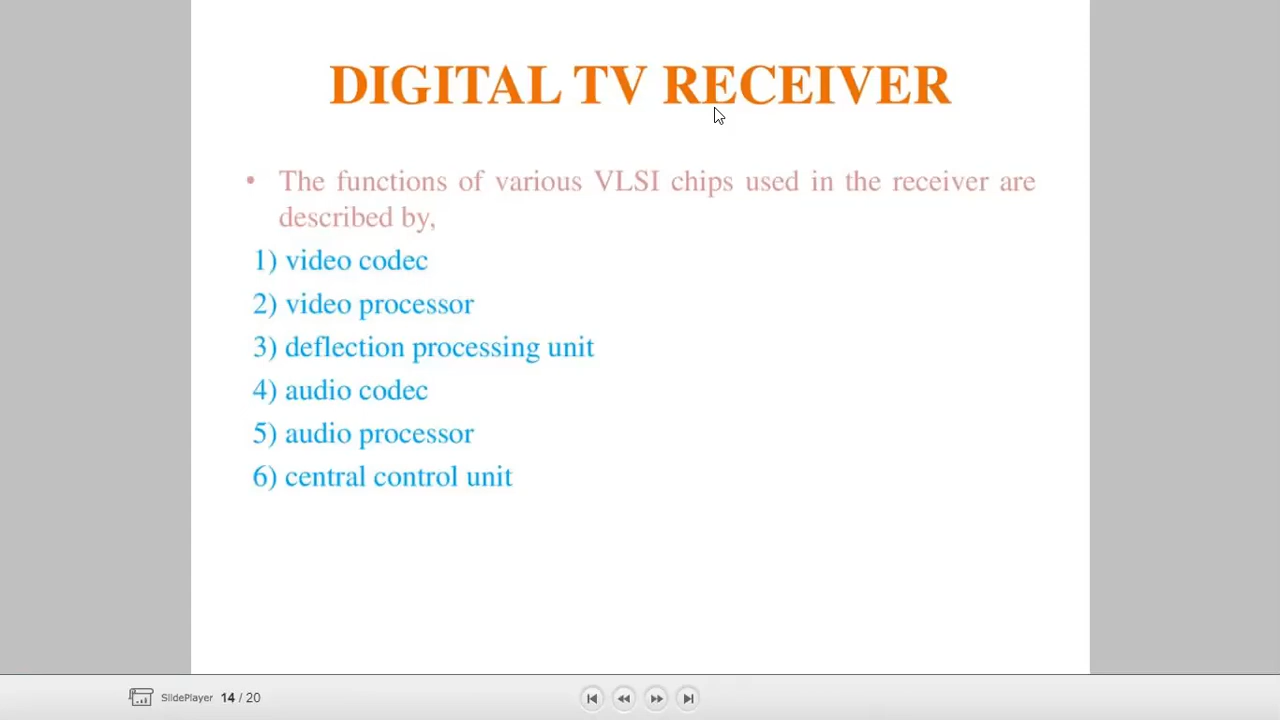 DIGITAL TV RECEIVER
• The functions of various VLSI chips used in the receiver are
described by,
1) video codec
2) video processor
3) deflection processing unit
4) audio codec
5) audio processor
6) central control unit
SlidePlayer 14 / 20